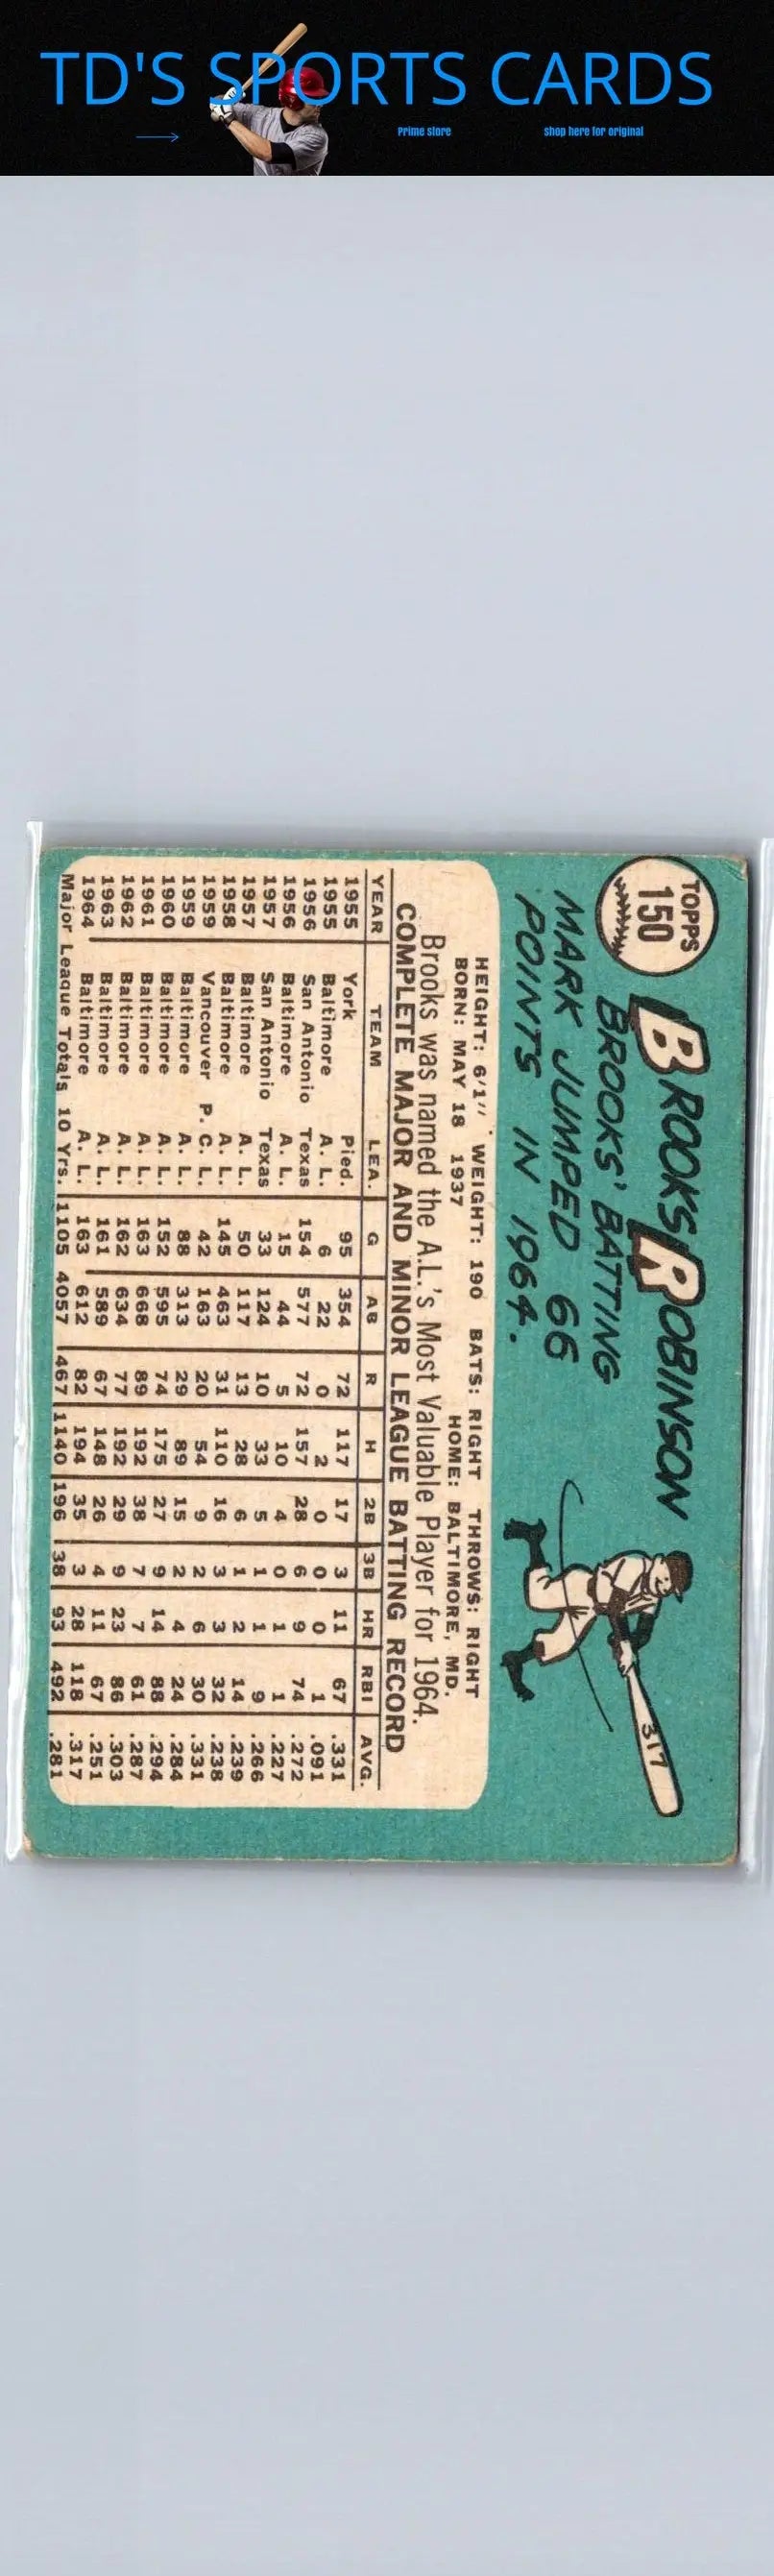 TD'S SPORTS CARDS
Prime store
shop here for original
TOPPS
150
BROOKS ROBINSON
BROOKS' BATTING
MARK JUMPED 66
POINTS IN 1964.
317
HEIGHT: 6'1" WEIGHT: 190 BATS: RIGHT THROWS: RIGHT
BORN: MAY 18 1937 HOME: BALTIMORE, MD.
Brooks was named the A.L.'s Most Valuable Player for 1964.
COMPLETE MAJOR AND MINOR LEAGUE BATTING RECORD
YEAR TEAM LEA. G AB R H 2B 3B HR RBI AVG.
1955 York Pied. 95 354 72 117 17 3 11 67 .331
1955 Baltimore A. L. 6 22 0 2 0 0 0 1 .091
1956 San Antonio Texas 154 577 72 157 28 6 9 74 .272
1956 Baltimore A. L. 15 44 5 10 4 0 1 1 .227
1957 San Antonio Texas 33 124 10 33 5 1 1 9 .266
1957 Baltimore A. L. 50 117 13 28 6 1 2 14 .239
1958 Baltimore A. L. 145 463 31 110 16 3 3 32 .238
1959 Vancouver P. C. L. 42 163 20 54 9 2 6 30 .331
1959 Baltimore A. L. 88 313 29 89 15 2 4 24 .284
1960 Baltimore A. L. 152 595 74 175 27 9 14 88 .294
1961 Baltimore A. L. 163 668 89 192 38 7 7 61 .287
1962 Baltimore A. L. 162 634 77 192 29 9 23 86 .303
1963 Baltimore A. L. 161 589 67 148 26 4 11 67 .251
1964 Baltimore A. L. 163 612 82 194 35 3 28 118 .317
Major League Totals 10 Yrs. 1105 4057 467 1140 196 38 93 492 .281